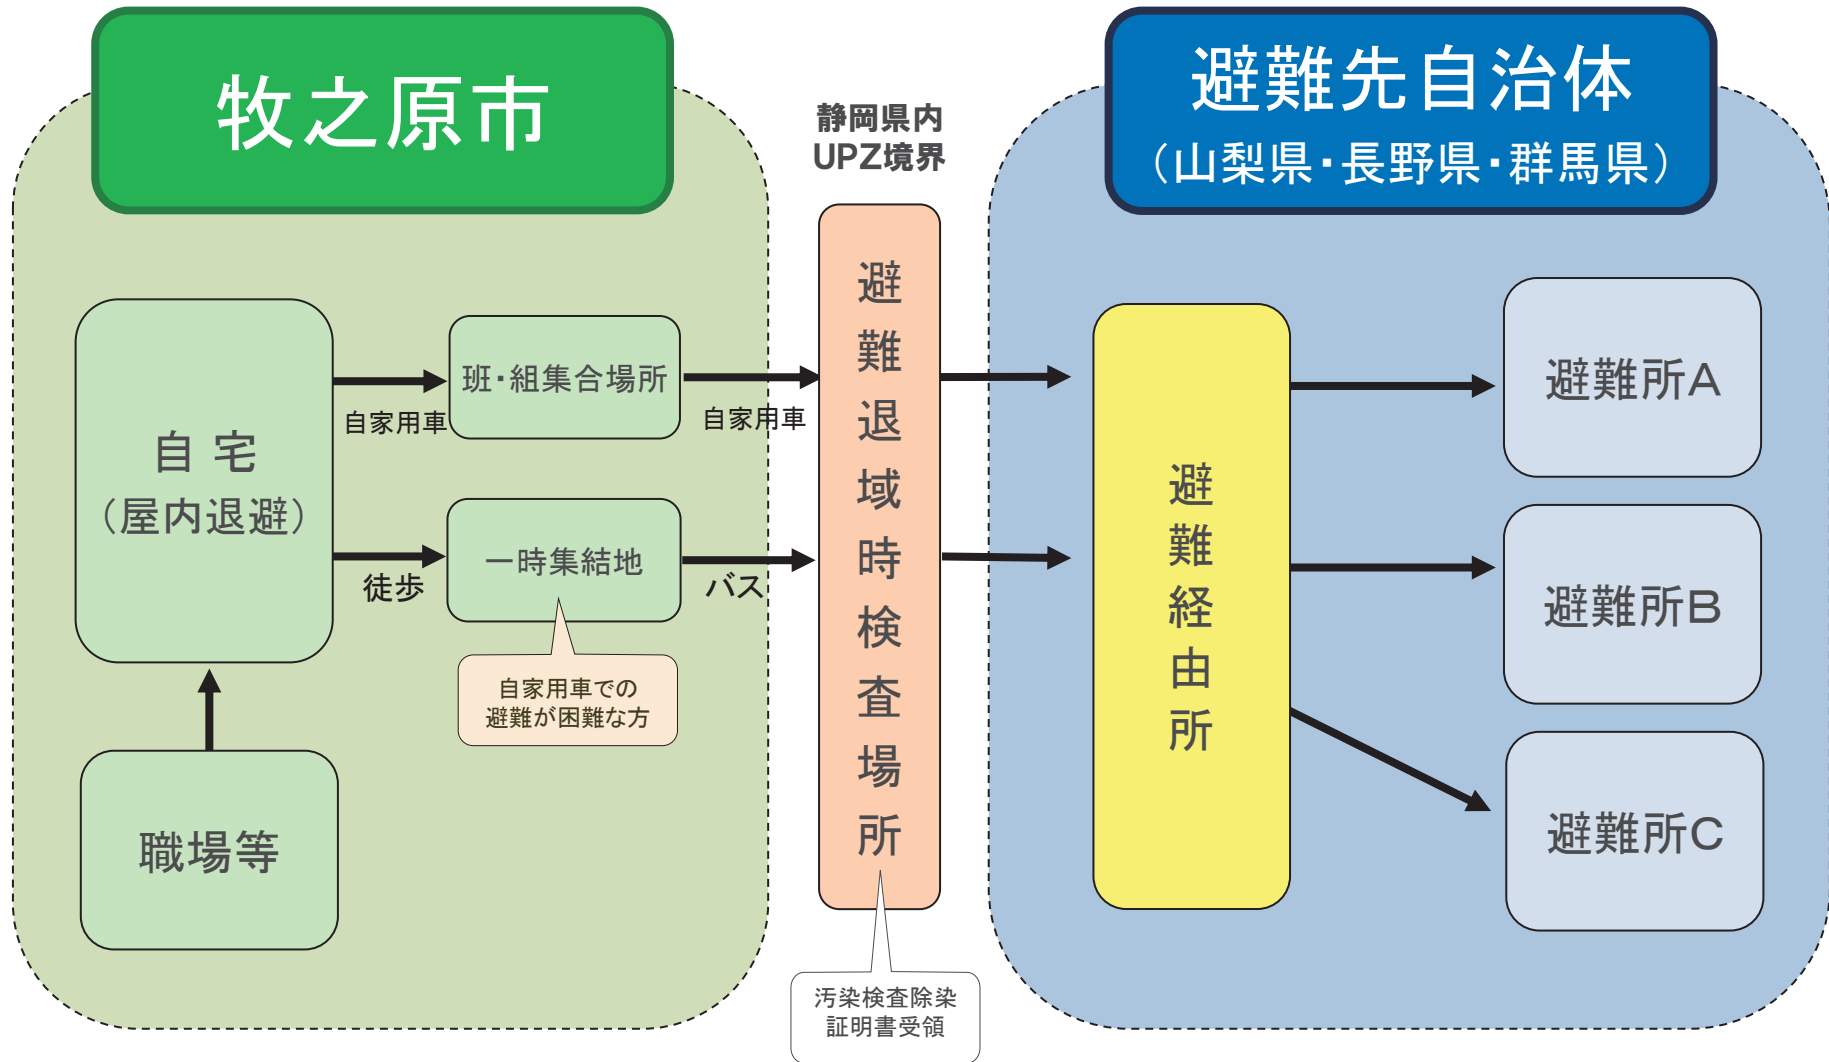 牧之原市
静岡県内
UPZ境界
避難先自治体
(山梨県・長野県・群馬県)
自宅
(屋内退避)
自家用車
班・組集合場所
自家用車
徒歩
一時集結地
バス
自家用車での
避難が困難な方
職場等
避難退域時検査場所
汚染検査除染
証明書受領
避難経由所
避難所A
避難所B
避難所C